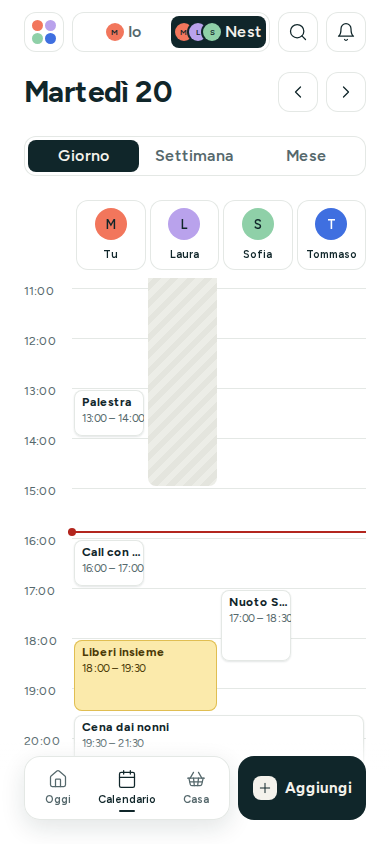 M Io M L S Nest
Martedì 20
Giorno Settimana Mese
M L S T
Tu Laura Sofia Tommaso
11:00
12:00
13:00
Palestra
13:00 – 14:00
14:00
15:00
16:00
Call con ...
16:00 – 17:00
17:00
Nuoto S...
17:00 – 18:30
18:00
Liberi insieme
18:00 – 19:30
19:00
Cena dai nonni
20:00
19:30 – 21:30
Oggi Calendario Casa
Aggiungi